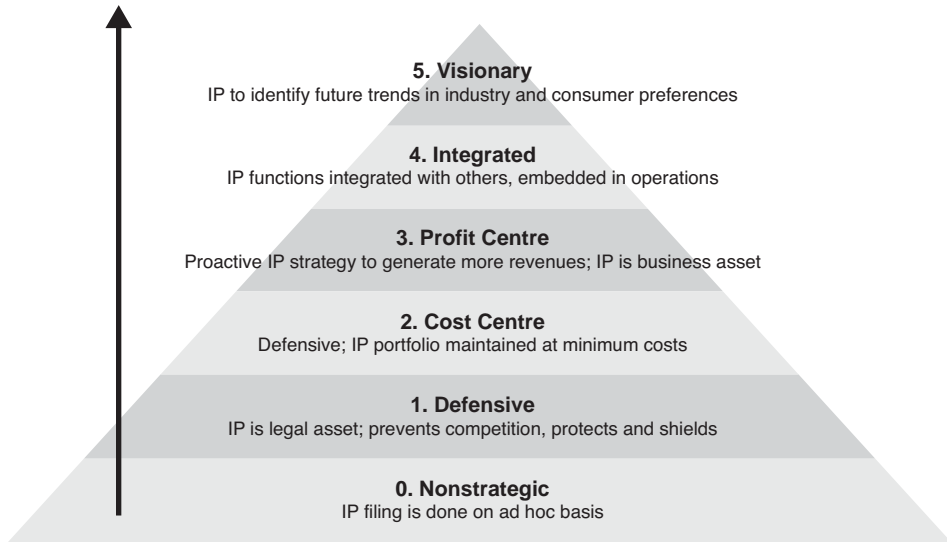 5. Visionary
IP to identify future trends in industry and consumer preferences
4. Integrated
IP functions integrated with others, embedded in operations
3. Profit Centre
Proactive IP strategy to generate more revenues; IP is business asset
2. Cost Centre
Defensive; IP portfolio maintained at minimum costs
1. Defensive
IP is legal asset; prevents competition, protects and shields
0. Nonstrategic
IP filing is done on ad hoc basis